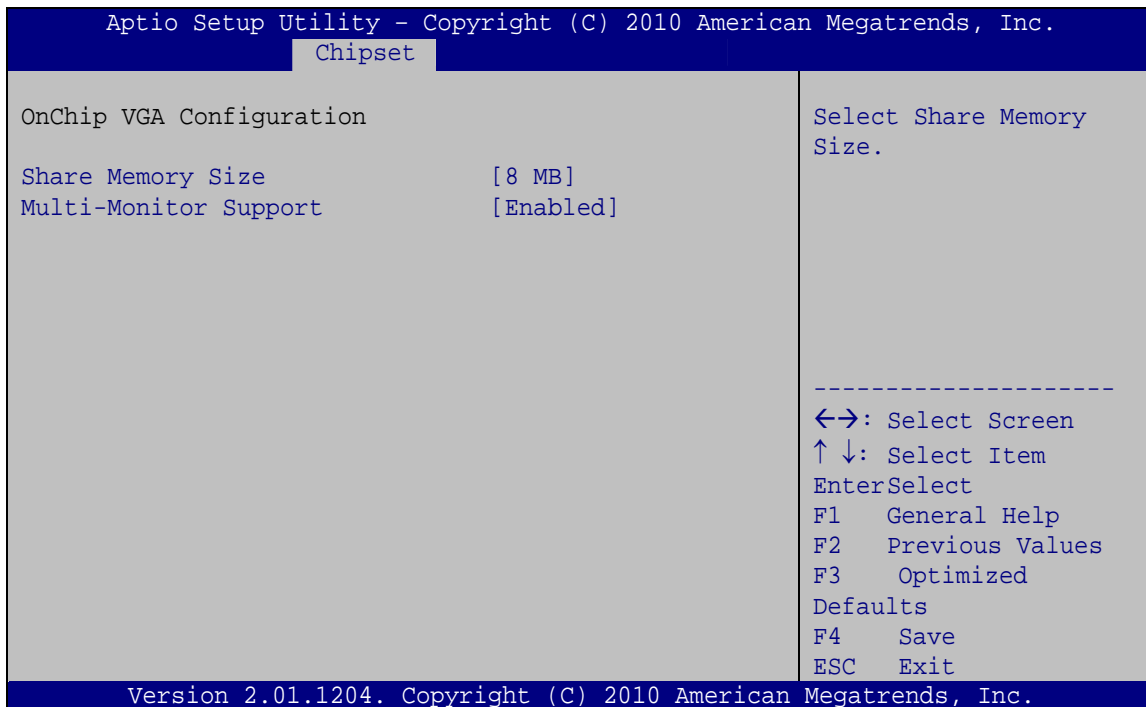 Aptio Setup Utility – Copyright (C) 2010 American Megatrends, Inc.
Chipset
OnChip VGA Configuration
Share Memory Size [8 MB]
Multi-Monitor Support [Enabled]
Select Share Memory
Size.
---------------------
←→: Select Screen
↑ ↓: Select Item
EnterSelect
F1 General Help
F2 Previous Values
F3 Optimized
Defaults
F4 Save
ESC Exit
Version 2.01.1204. Copyright (C) 2010 American Megatrends, Inc.